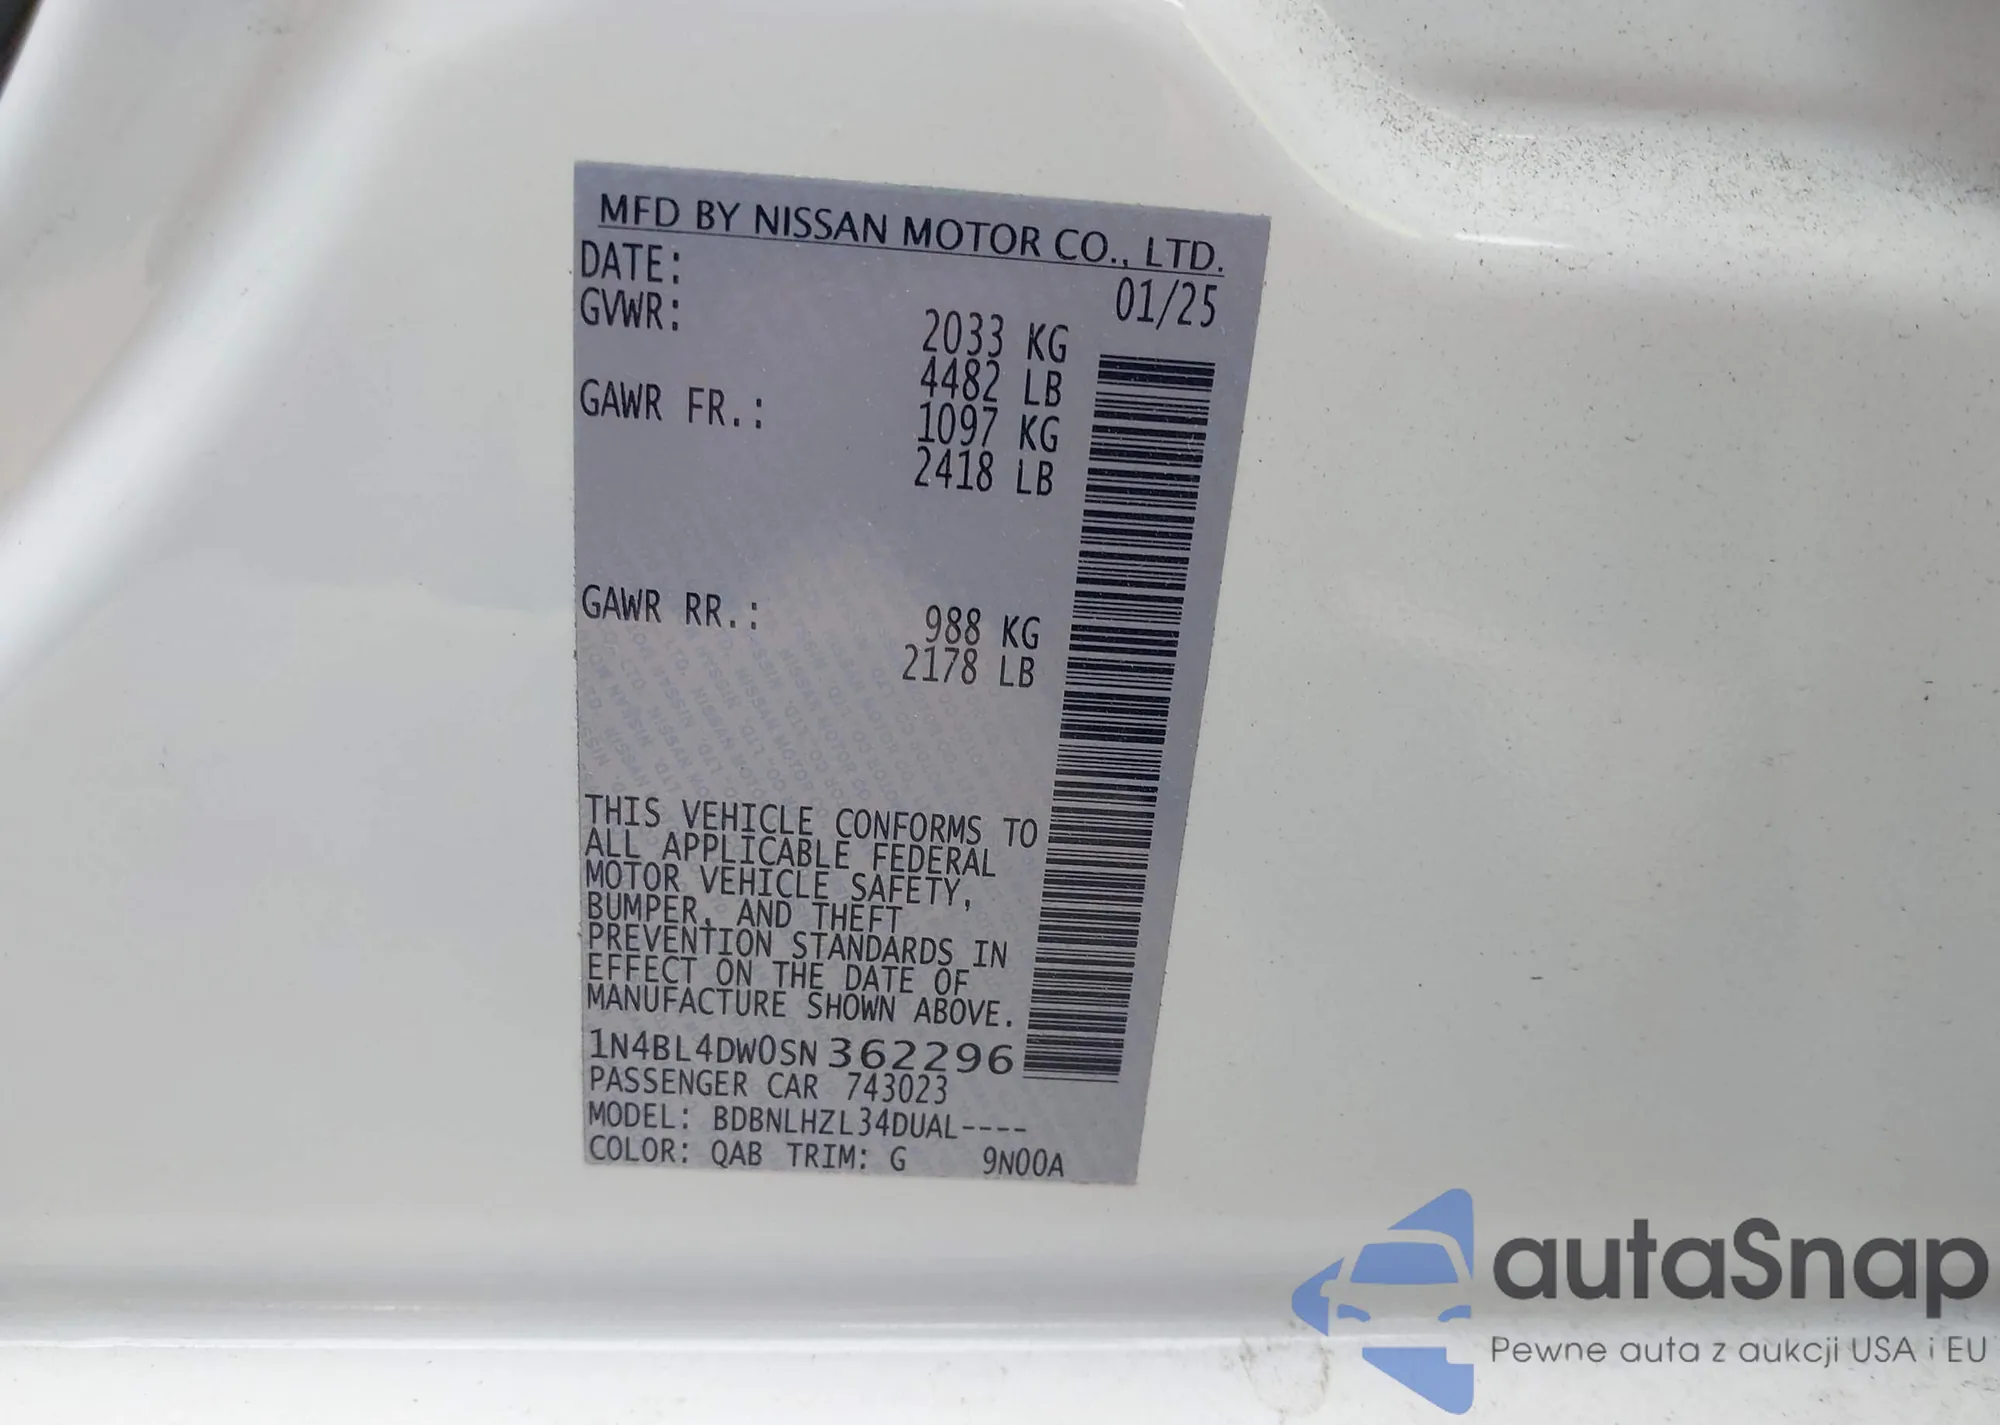 MFD BY NISSAN MOTOR CO., LTD.
DATE: 01/25
GVWR: 2033 KG
4482 LB
GAWR FR.: 1097 KG
2418 LB
GAWR RR.: 988 KG
2178 LB
THIS VEHICLE CONFORMS TO
ALL APPLICABLE FEDERAL
MOTOR VEHICLE SAFETY,
BUMPER, AND THEFT
PREVENTION STANDARDS IN
EFFECT ON THE DATE OF
MANUFACTURE SHOWN ABOVE.
1N4BL4DW0SN362296
PASSENGER CAR 743023
MODEL: BDBNLHZL34DUAL----
COLOR: QAB TRIM: G 9N00A
autaSnap
Pewne auta z aukcji USA i EU